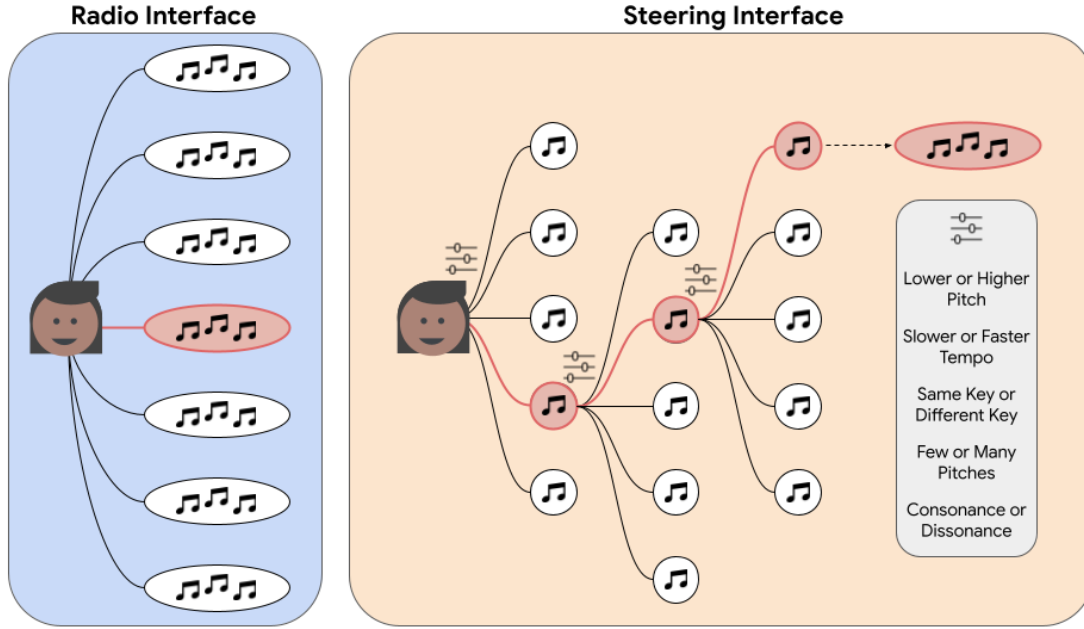 Radio Interface
Steering Interface
Lower or Higher
Pitch
Slower or Faster
Tempo
Same Key or
Different Key
Few or Many
Pitches
Consonance or
Dissonance